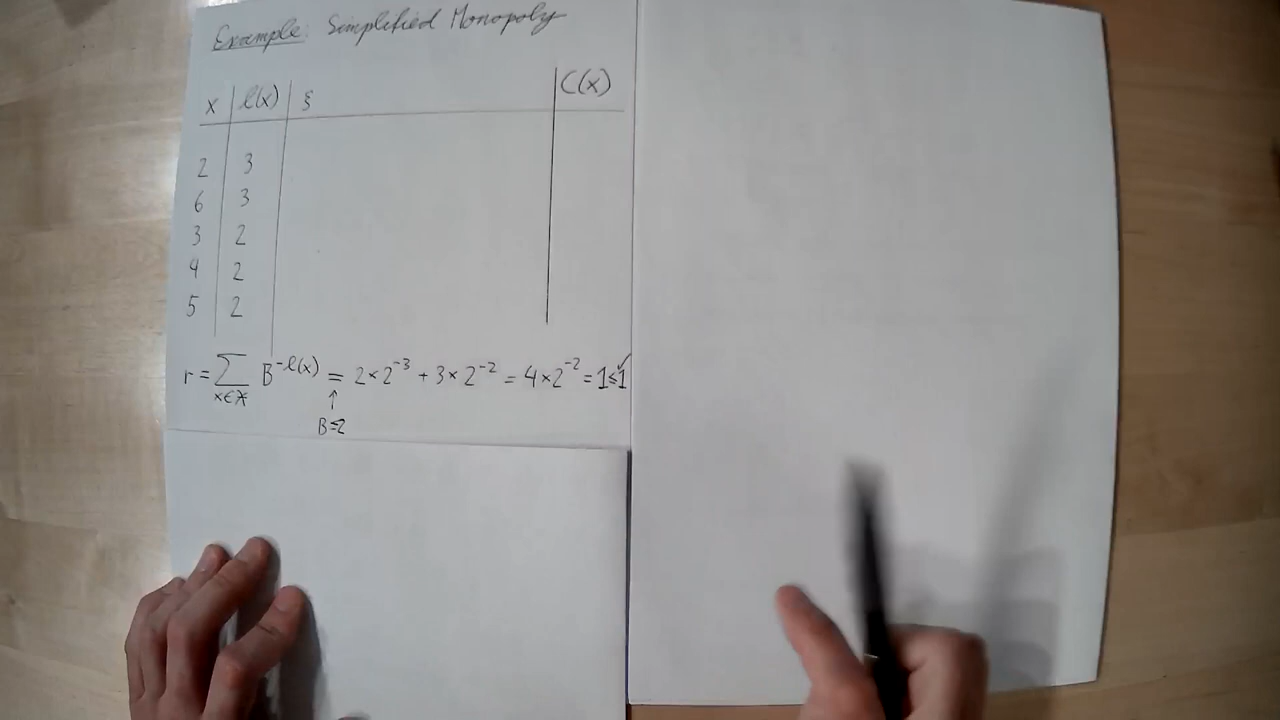 Example: Simplified Monopoly
x l(x) ξ C(x)
2 3
6 3
3 2
4 2
5 2
r = ∑ B^{-l(x)} = 2×2^{-3} + 3×2^{-2} = 4×2^{-2} = 1≤1 ✓
x∈𝒳 ↑
B=2